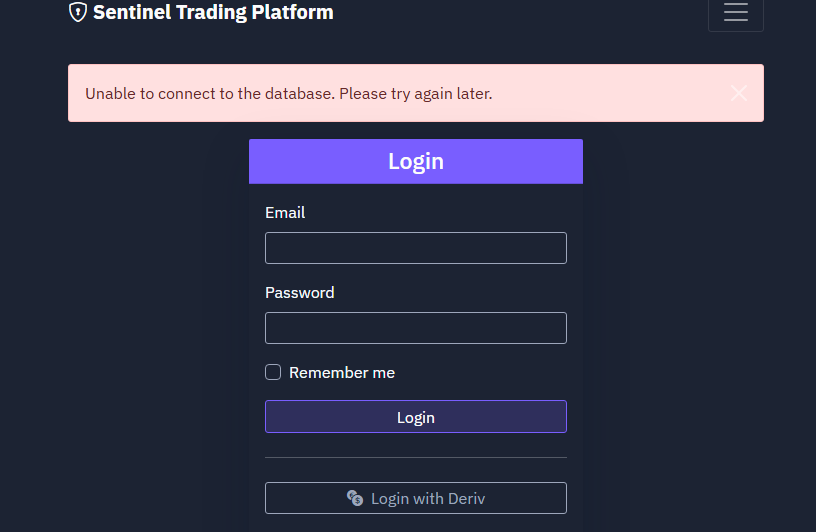 Sentinel Trading Platform
Unable to connect to the database. Please try again later.
Login
Email
Password
Remember me
Login
Login with Deriv